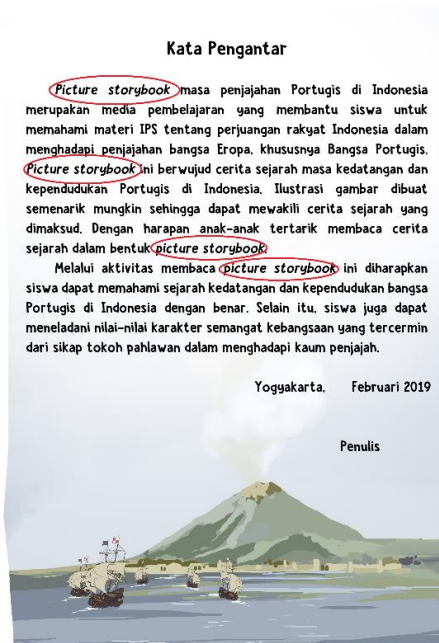 Kata Pengantar
Picture storybook masa penjajahan Portugis di Indonesia
merupakan media pembelajaran yang membantu siswa untuk
memahami materi IPS tentang perjuangan rakyat Indonesia dalam
menghadapi penjajahan bangsa Eropa, khususnya Bangsa Portugis.
Picture storybook ini berwujud cerita sejarah masa kedatangan dan
kependudukan Portugis di Indonesia. Ilustrasi gambar dibuat
semenarik mungkin sehingga dapat mewakili cerita sejarah yang
dimaksud. Dengan harapan anak-anak tertarik membaca cerita
sejarah dalam bentuk picture storybook.
Melalui aktivitas membaca picture storybook ini diharapkan
siswa dapat memahami sejarah kedatangan dan kependudukan bangsa
Portugis di Indonesia dengan benar. Selain itu, siswa juga dapat
meneladani nilai-nilai karakter semangat kebangsaan yang tercermin
dari sikap tokoh pahlawan dalam menghadapi kaum penjajah.
Yogyakarta, Februari 2019
Penulis